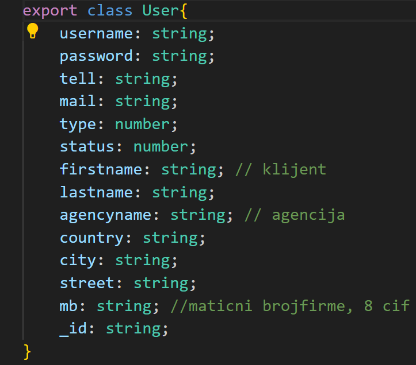 export class User{
username: string;
password: string;
tell: string;
mail: string;
type: number;
status: number;
firstname: string; // klijent
lastname: string;
agencyname: string; // agencija
country: string;
city: string;
street: string;
mb: string; //maticni brojfirme, 8 cif
_id: string;
}